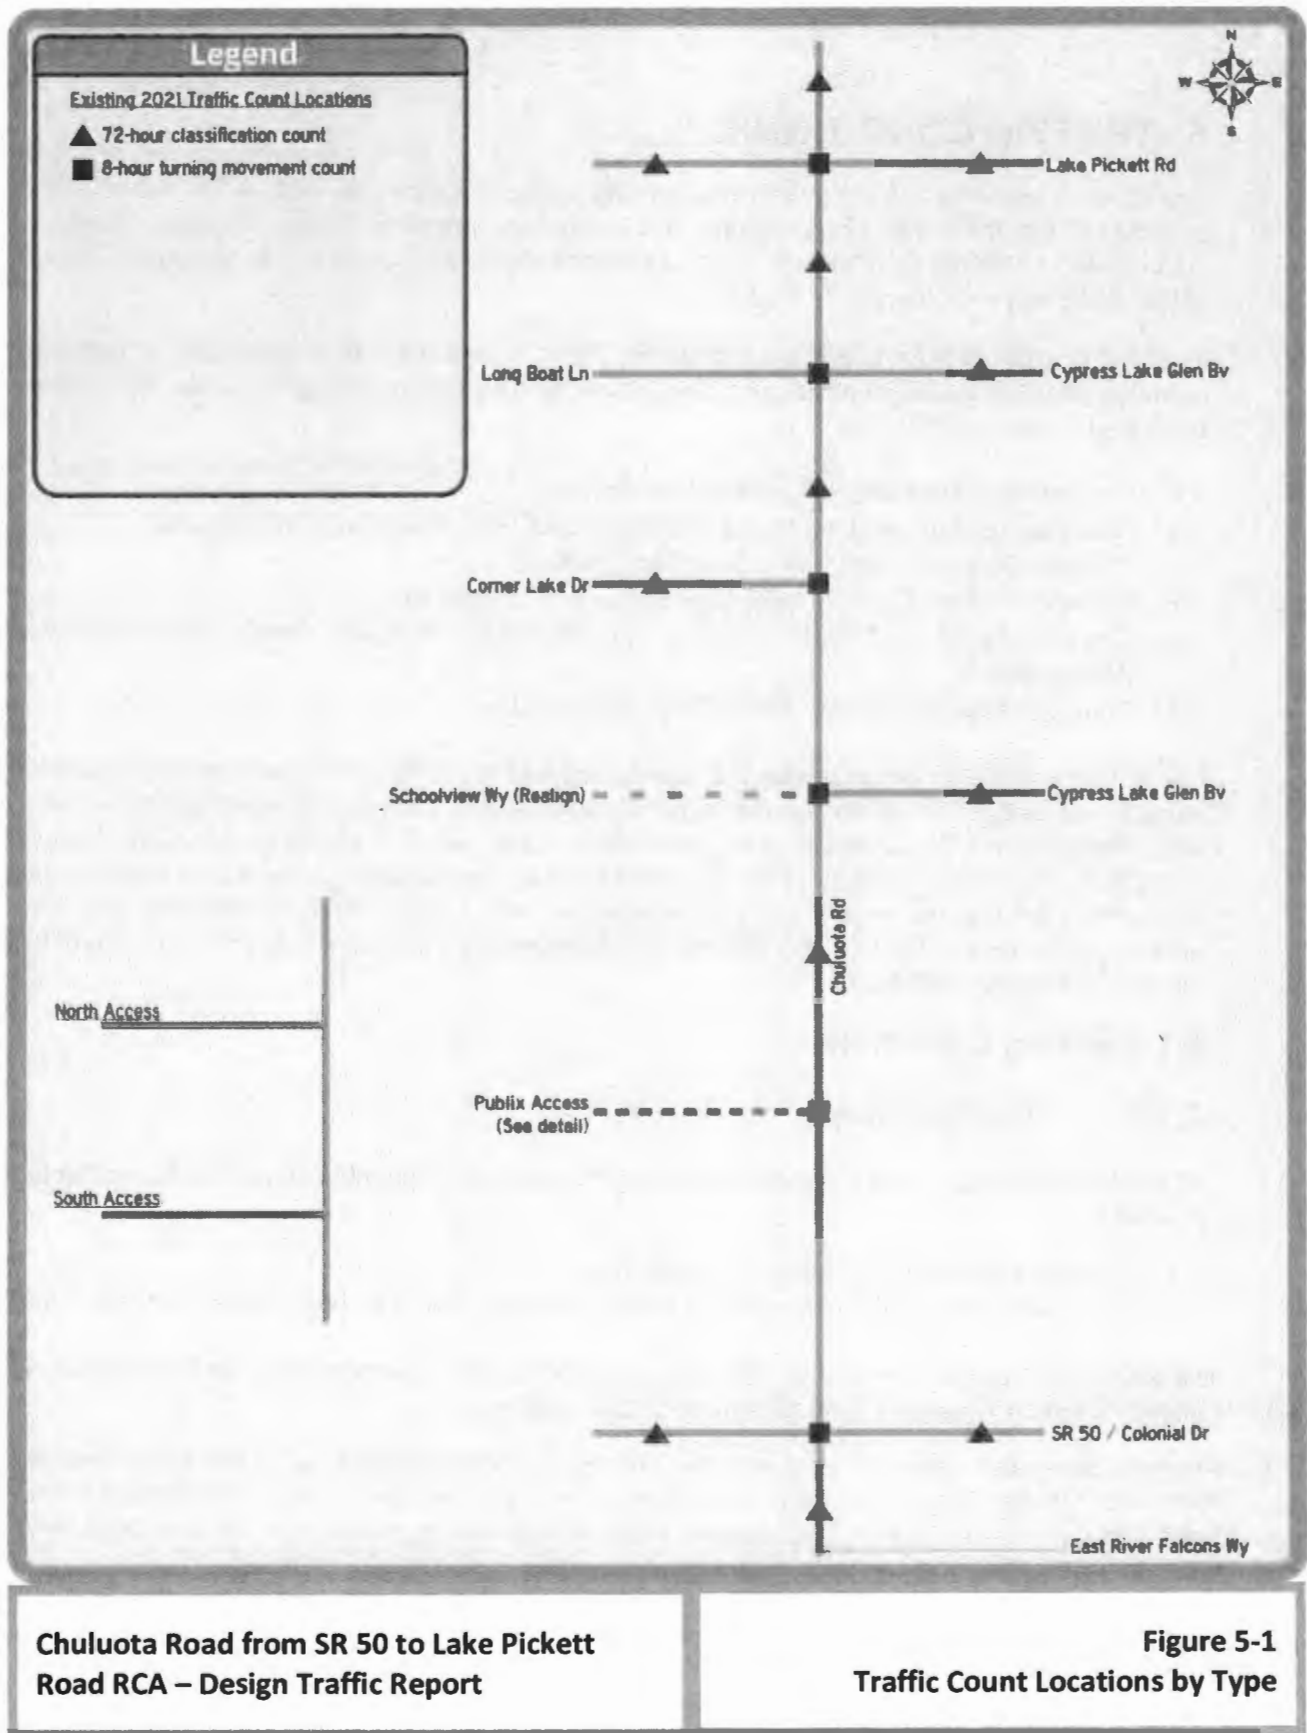 Legend
Existing 2021 Traffic Count Locations
72-hour classification count
8-hour turning movement count
N
W
E
S
Lake Pickett Rd
Long Boat Ln
Cypress Lake Glen Bv
Corner Lake Dr
Schoolview Wy (Realign)
Cypress Lake Glen Bv
Chuluota Rd
North Access
Publix Access
(See detail)
South Access
SR 50 / Colonial Dr
East River Falcons Wy
Chuluota Road from SR 50 to Lake Pickett
Road RCA – Design Traffic Report
Figure 5-1
Traffic Count Locations by Type